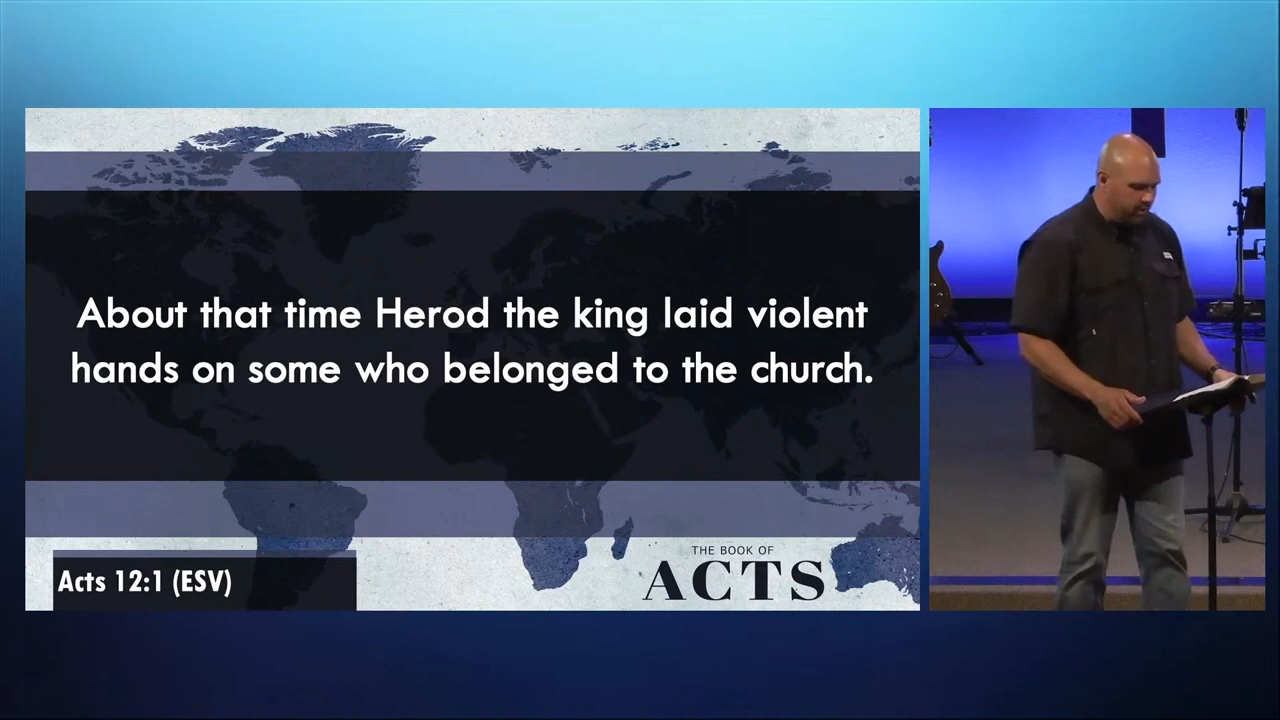 About that time Herod the king laid violent
hands on some who belonged to the church.
Acts 12:1 (ESV)
THE BOOK OF
ACTS